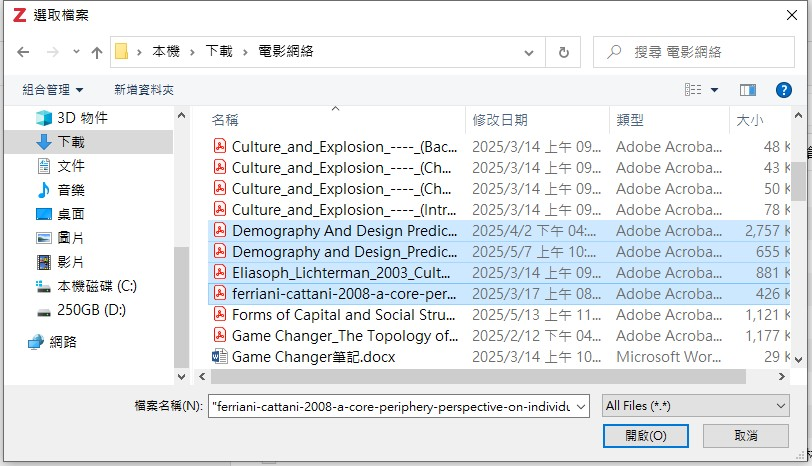 Z 選取檔案
本機 › 下載 › 電影網絡
搜尋 電影網絡
組合管理 新增資料夾
3D 物件
下載
文件
音樂
桌面
圖片
影片
本機磁碟 (C:)
250GB (D:)
網路
名稱 修改日期 類型 大小
Culture_and_Explosion_----_(Bac... 2025/3/14 上午 09... Adobe Acroba... 48 K
Culture_and_Explosion_----_(Ch... 2025/3/14 上午 09... Adobe Acroba... 43 K
Culture_and_Explosion_----_(Ch... 2025/3/14 上午 09... Adobe Acroba... 50 K
Culture_and_Explosion_----_(Intr... 2025/3/14 上午 09... Adobe Acroba... 78 K
Demography And Design Predic... 2025/4/2 下午 04:... Adobe Acroba... 2,757 K
Demography and Design_Predic... 2025/5/7 上午 10:... Adobe Acroba... 655 K
Eliasoph_Lichterman_2003_Cult... 2025/3/14 上午 09... Adobe Acroba... 881 K
ferriani-cattani-2008-a-core-per... 2025/3/17 上午 08... Adobe Acroba... 426 K
Forms of Capital and Social Stru... 2025/5/13 上午 11... Adobe Acroba... 1,121 K
Game Changer_The Topology of... 2025/2/12 下午 04... Adobe Acroba... 1,177 K
Game Changer筆記.docx 2025/3/14 上午 10... Microsoft Wor... 29 K
檔案名稱(N): "ferriani-cattani-2008-a-core-periphery-perspective-on-individu
All Files (*.*)
開啟(O) 取消